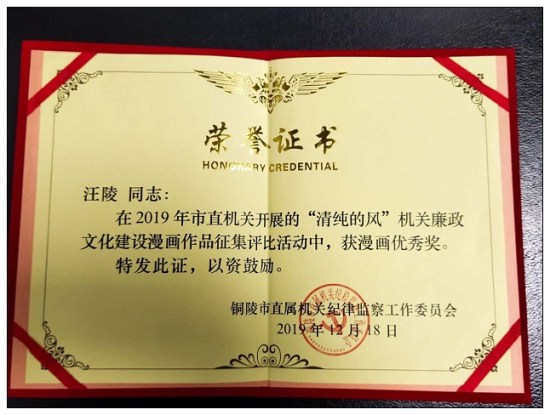 荣誉证书
HONORARY CREDENTIAL
汪陵 同志：
在2019年市直机关开展的“清纯的风”机关廉政
文化建设漫画作品征集评比活动中，获漫画优秀奖。
特发此证，以资鼓励。
铜陵市直属机关纪律监察工作委员会
2019年12月18日